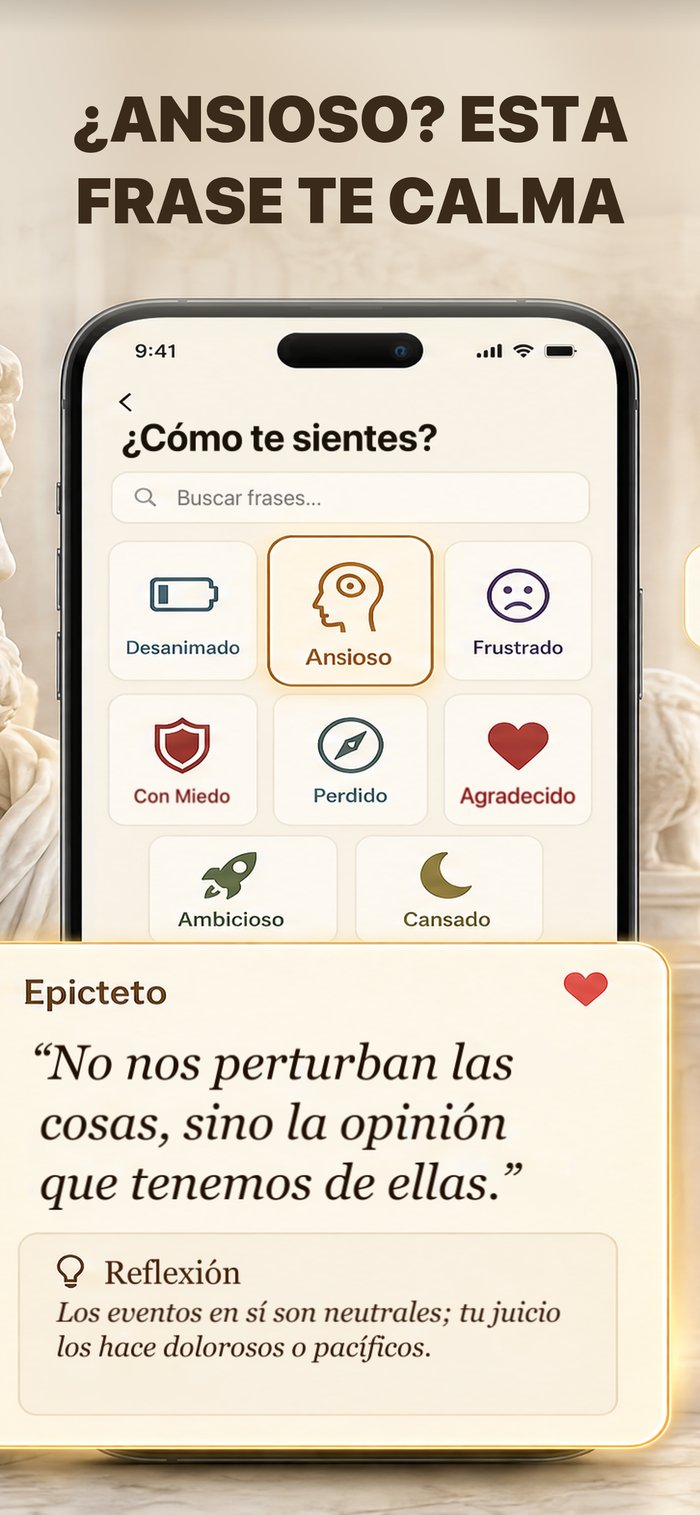 ¿ANSIOSO? ESTA
FRASE TE CALMA
9:41
¿Cómo te sientes?
Buscar frases...
Desanimado
Ansioso
Frustrado
Con Miedo
Perdido
Agradecido
Ambicioso
Cansado
Epicteto
“No nos perturban las
cosas, sino la opinión
que tenemos de ellas.”
Reflexión
Los eventos en sí son neutrales; tu juicio
los hace dolorosos o pacíficos.